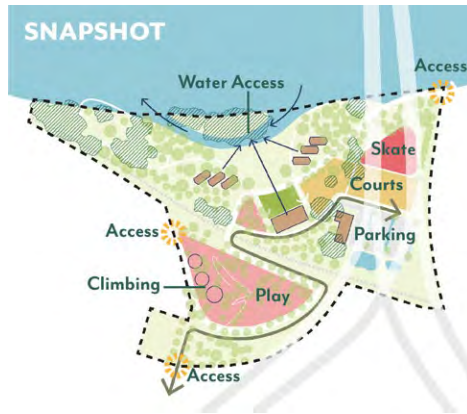 SNAPSHOT
Water Access
Access
Skate
Courts
Access
Parking
Climbing
Play
Access